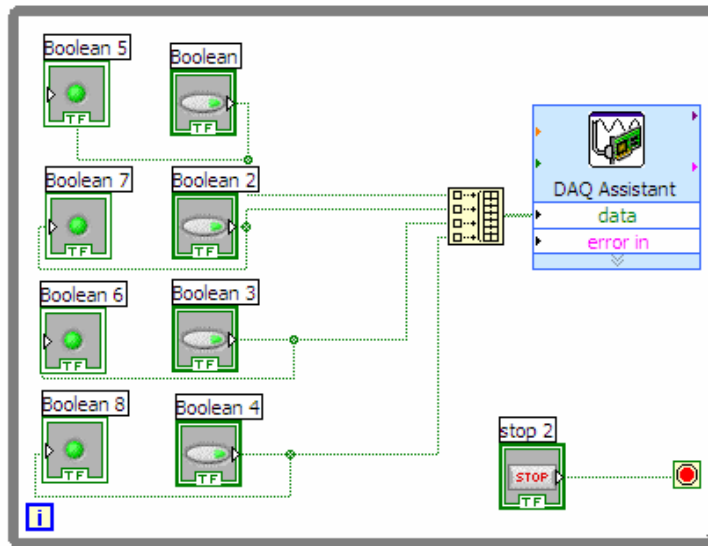 Boolean 5
Boolean
TF
TF
Boolean 7
Boolean 2
TF
TF
DAQ Assistant
data
error in
Boolean 6
Boolean 3
TF
TF
Boolean 8
Boolean 4
TF
TF
stop 2
STOP
TF
i